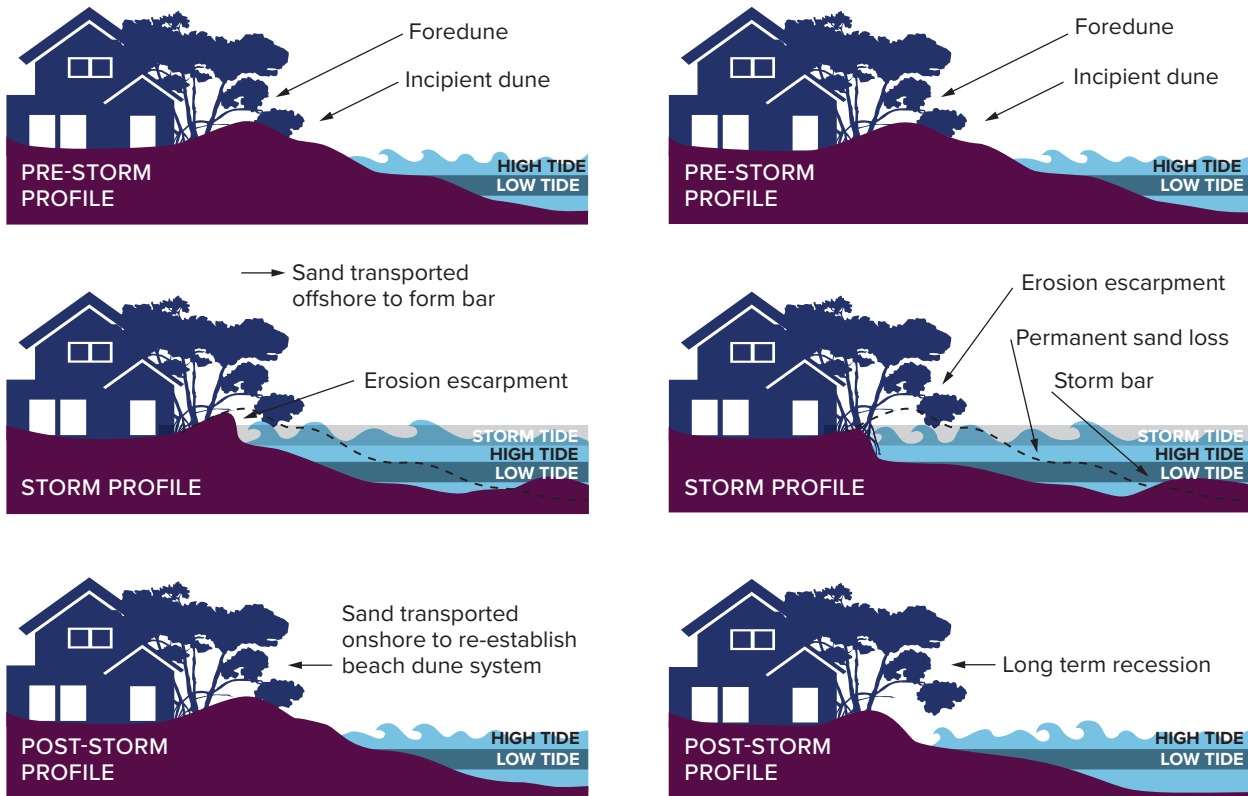 Foredune
Incipient dune
HIGH TIDE
LOW TIDE
PRE-STORM
PROFILE
Sand transported
offshore to form bar
Erosion escarpment
STORM TIDE
HIGH TIDE
LOW TIDE
STORM PROFILE
Sand transported
onshore to re-establish
beach dune system
HIGH TIDE
LOW TIDE
POST-STORM
PROFILE
Foredune
Incipient dune
HIGH TIDE
LOW TIDE
PRE-STORM
PROFILE
Erosion escarpment
Permanent sand loss
Storm bar
STORM TIDE
HIGH TIDE
LOW TIDE
STORM PROFILE
Long term recession
HIGH TIDE
LOW TIDE
POST-STORM
PROFILE